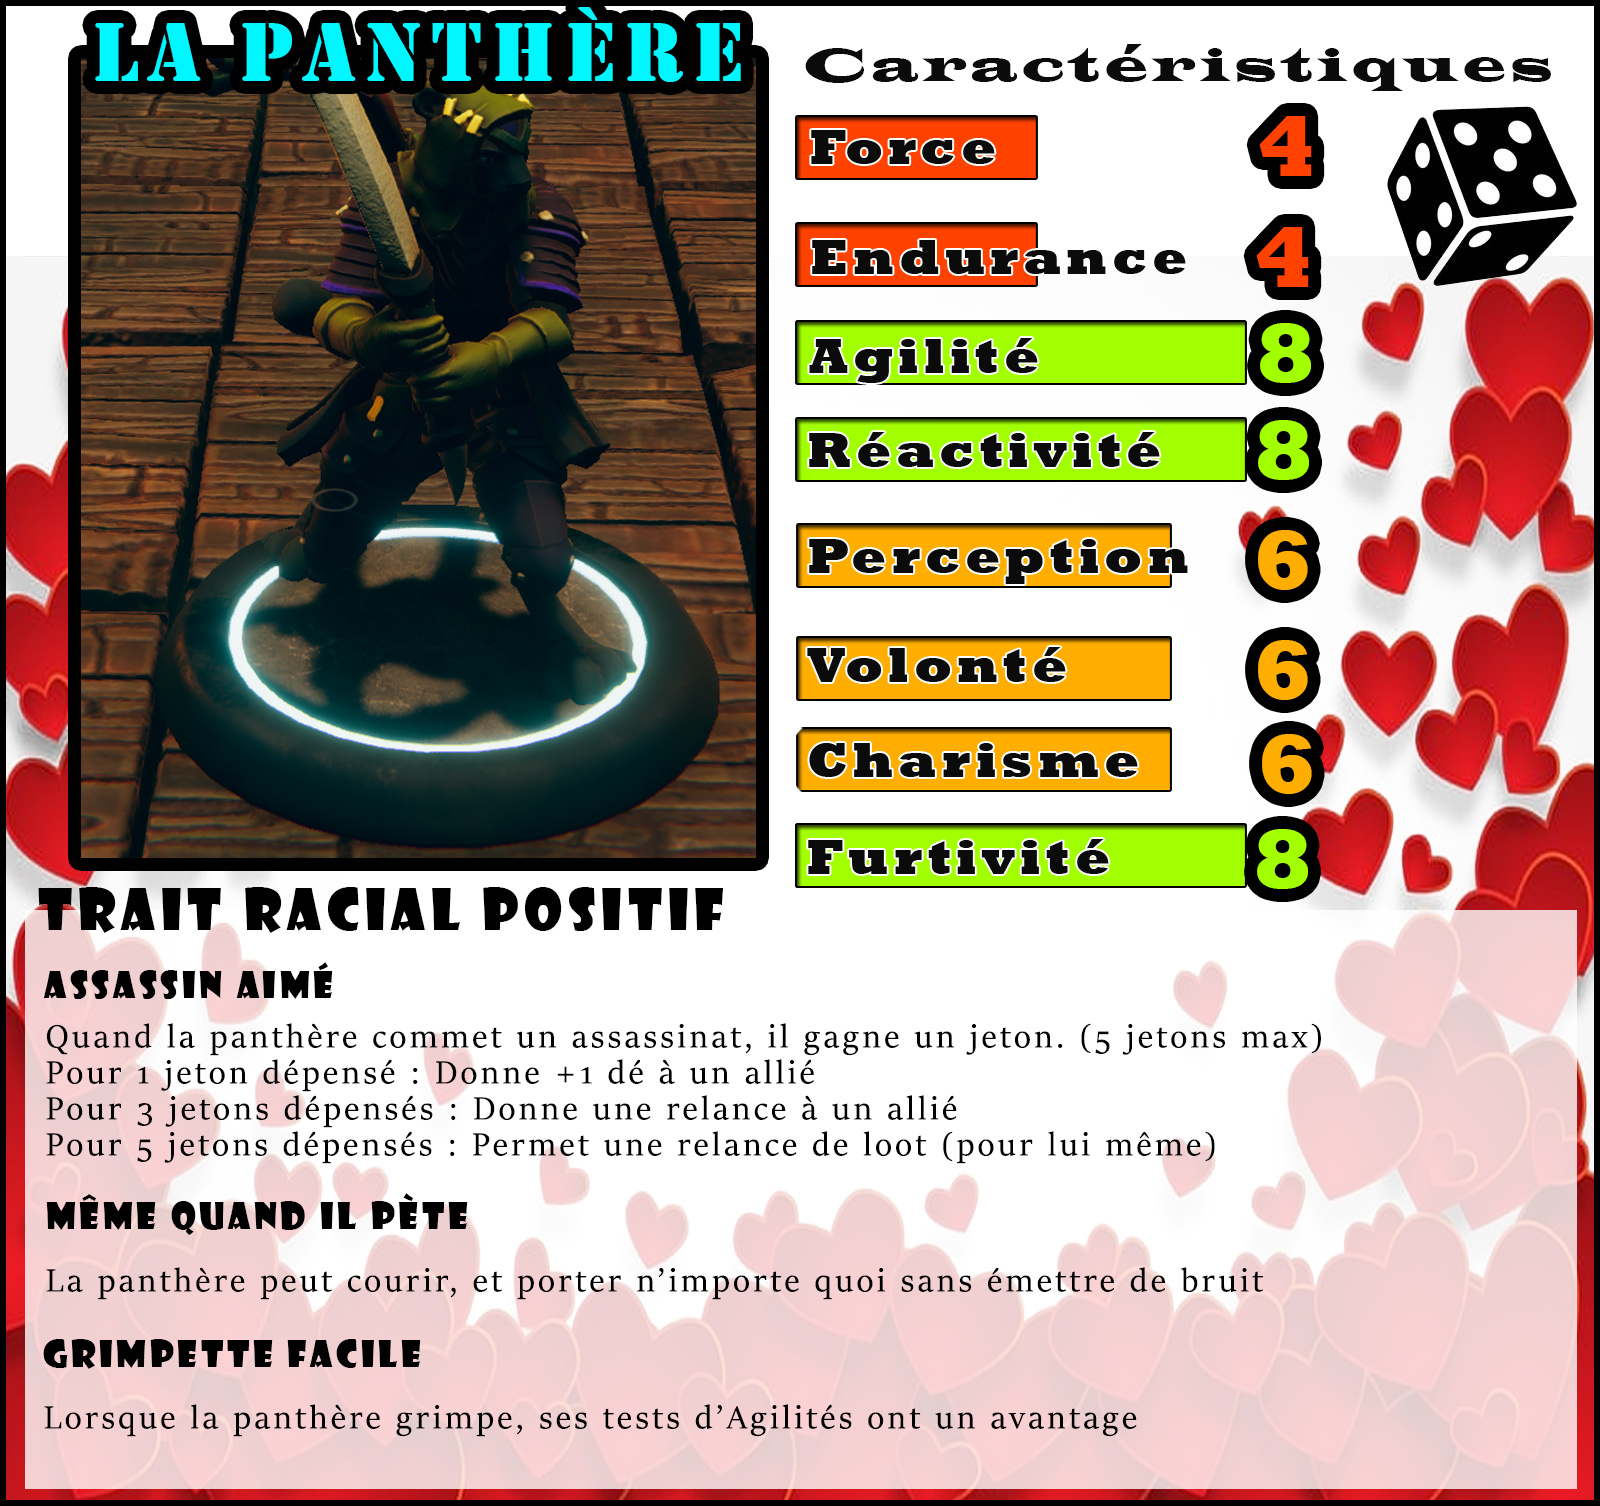 LA PANTHÈRE
Caractéristiques
Force 4
Endurance 4
Agilité 8
Réactivité 8
Perception 6
Volonté 6
Charisme 6
Furtivité 8
TRAIT RACIAL POSITIF
ASSASSIN AIMÉ
Quand la panthère commet un assassinat, il gagne un jeton. (5 jetons max)
Pour 1 jeton dépensé : Donne +1 dé à un allié
Pour 3 jetons dépensés : Donne une relance à un allié
Pour 5 jetons dépensés : Permet une relance de loot (pour lui même)
MÊME QUAND IL PÈTE
La panthère peut courir, et porter n’importe quoi sans émettre de bruit
GRIMPETTE FACILE
Lorsque la panthère grimpe, ses tests d’Agilités ont un avantage